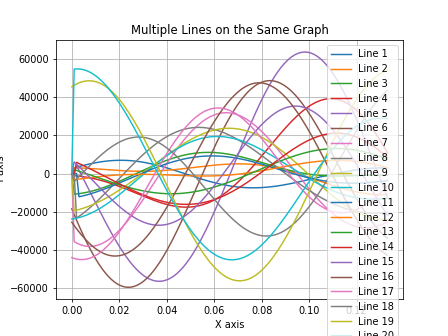 Multiple Lines on the Same Graph
60000
40000
20000
0
−20000
−40000
−60000
0.00
0.02
0.04
0.06
0.08
0.10
X axis
Line 1
Line 2
Line 3
Line 4
Line 5
Line 6
Line 7
Line 8
Line 9
Line 10
Line 11
Line 12
Line 13
Line 14
Line 15
Line 16
Line 17
Line 18
Line 19
Line 20